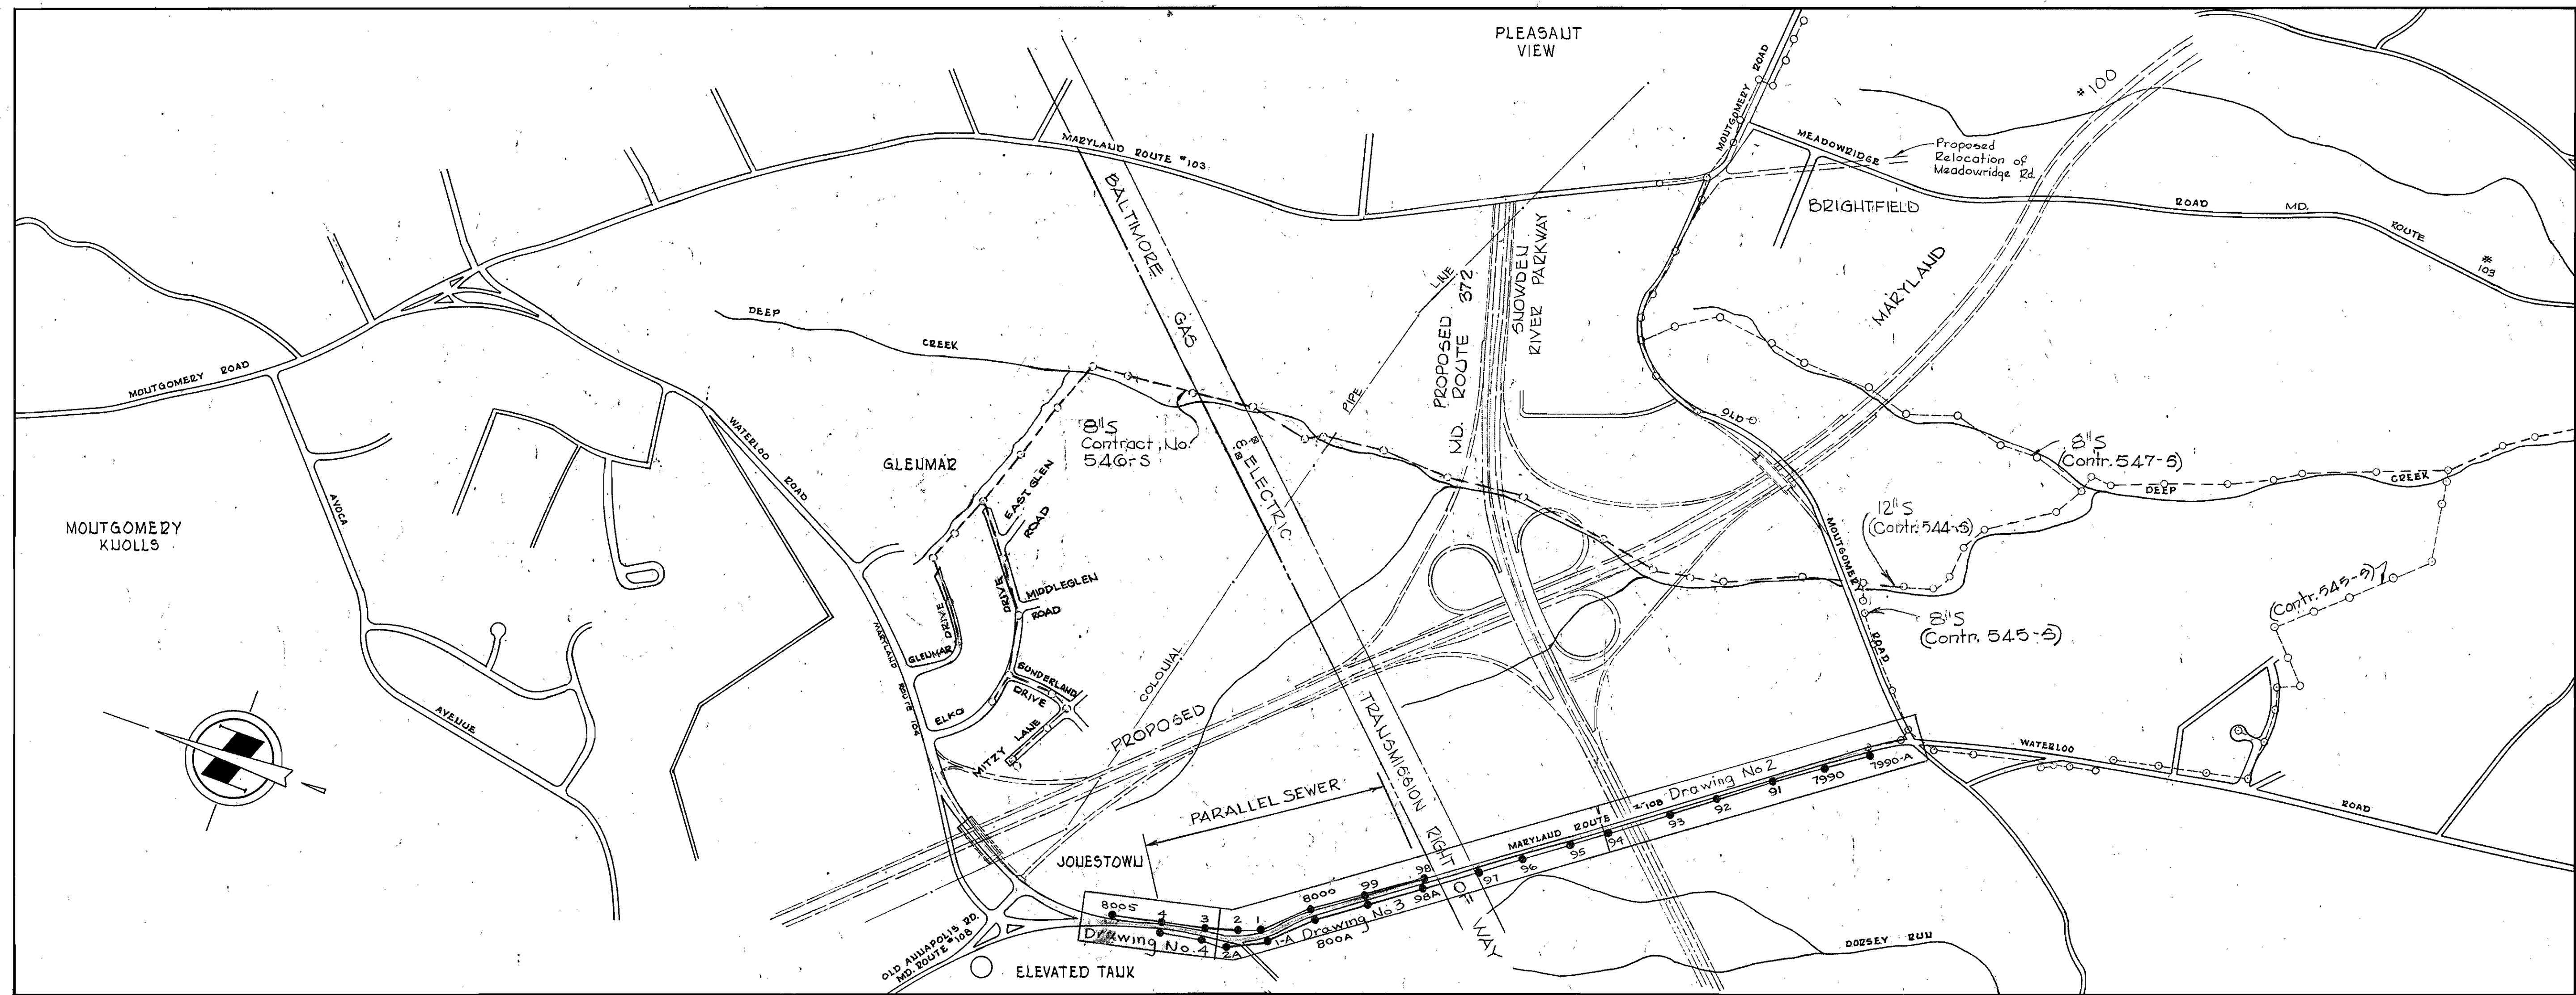 PLEASANT
VIEW
MONTGOMERY ROAD
#100
MARYLAND ROUTE #103
MEADOWRIDGE
Proposed
Relocation of
Meadowridge Rd.
BRIGHTFIELD
ROAD
MD.
ROUTE
#
103
BALTIMORE
GAS
&
ELECTRIC
TRANSMISSION
RIGHT
OF
WAY
PROPOSED
MD. ROUTE 372
SNOWDEN
RIVER PARKWAY
MARYLAND
PIPE
LINE
COLONIAL
DEEP
CREEK
MONTGOMERY ROAD
WATERLOO
ROAD
GLENMAR
8"S
Contract No.
546-S
OLD
MONTGOMERY
ROAD
8"S
(Contr. 547-S)
DEEP
CREEK
12"S
(Contr. 544-S)
(Contr. 545-S)
8"S
(Contr. 545-S)
MONTGOMERY
KNOLLS
AVOCA
AVENUE
EAST GLEN
ROAD
DRIVE
MIDDLEGLEN
ROAD
GLENMAR
DRIVE
MARYLAND
ROUTE 104
SUNDERLAND
DRIVE
ELKO
MITZY LANE
PROPOSED
PARALLEL SEWER
JONESTOWN
MARYLAND ROUTE #108
Drawing No 2
7990-A
7990
91
92
93
94
95
96
97
98
98A
99
8000
Drawing No 3
800A
1-A
1
2
2A
3
4
8005
Drawing No. 4
WATERLOO
ROAD
OLD ANNAPOLIS RD.
MD. ROUTE #108
ELEVATED TANK
DORSEY RUN